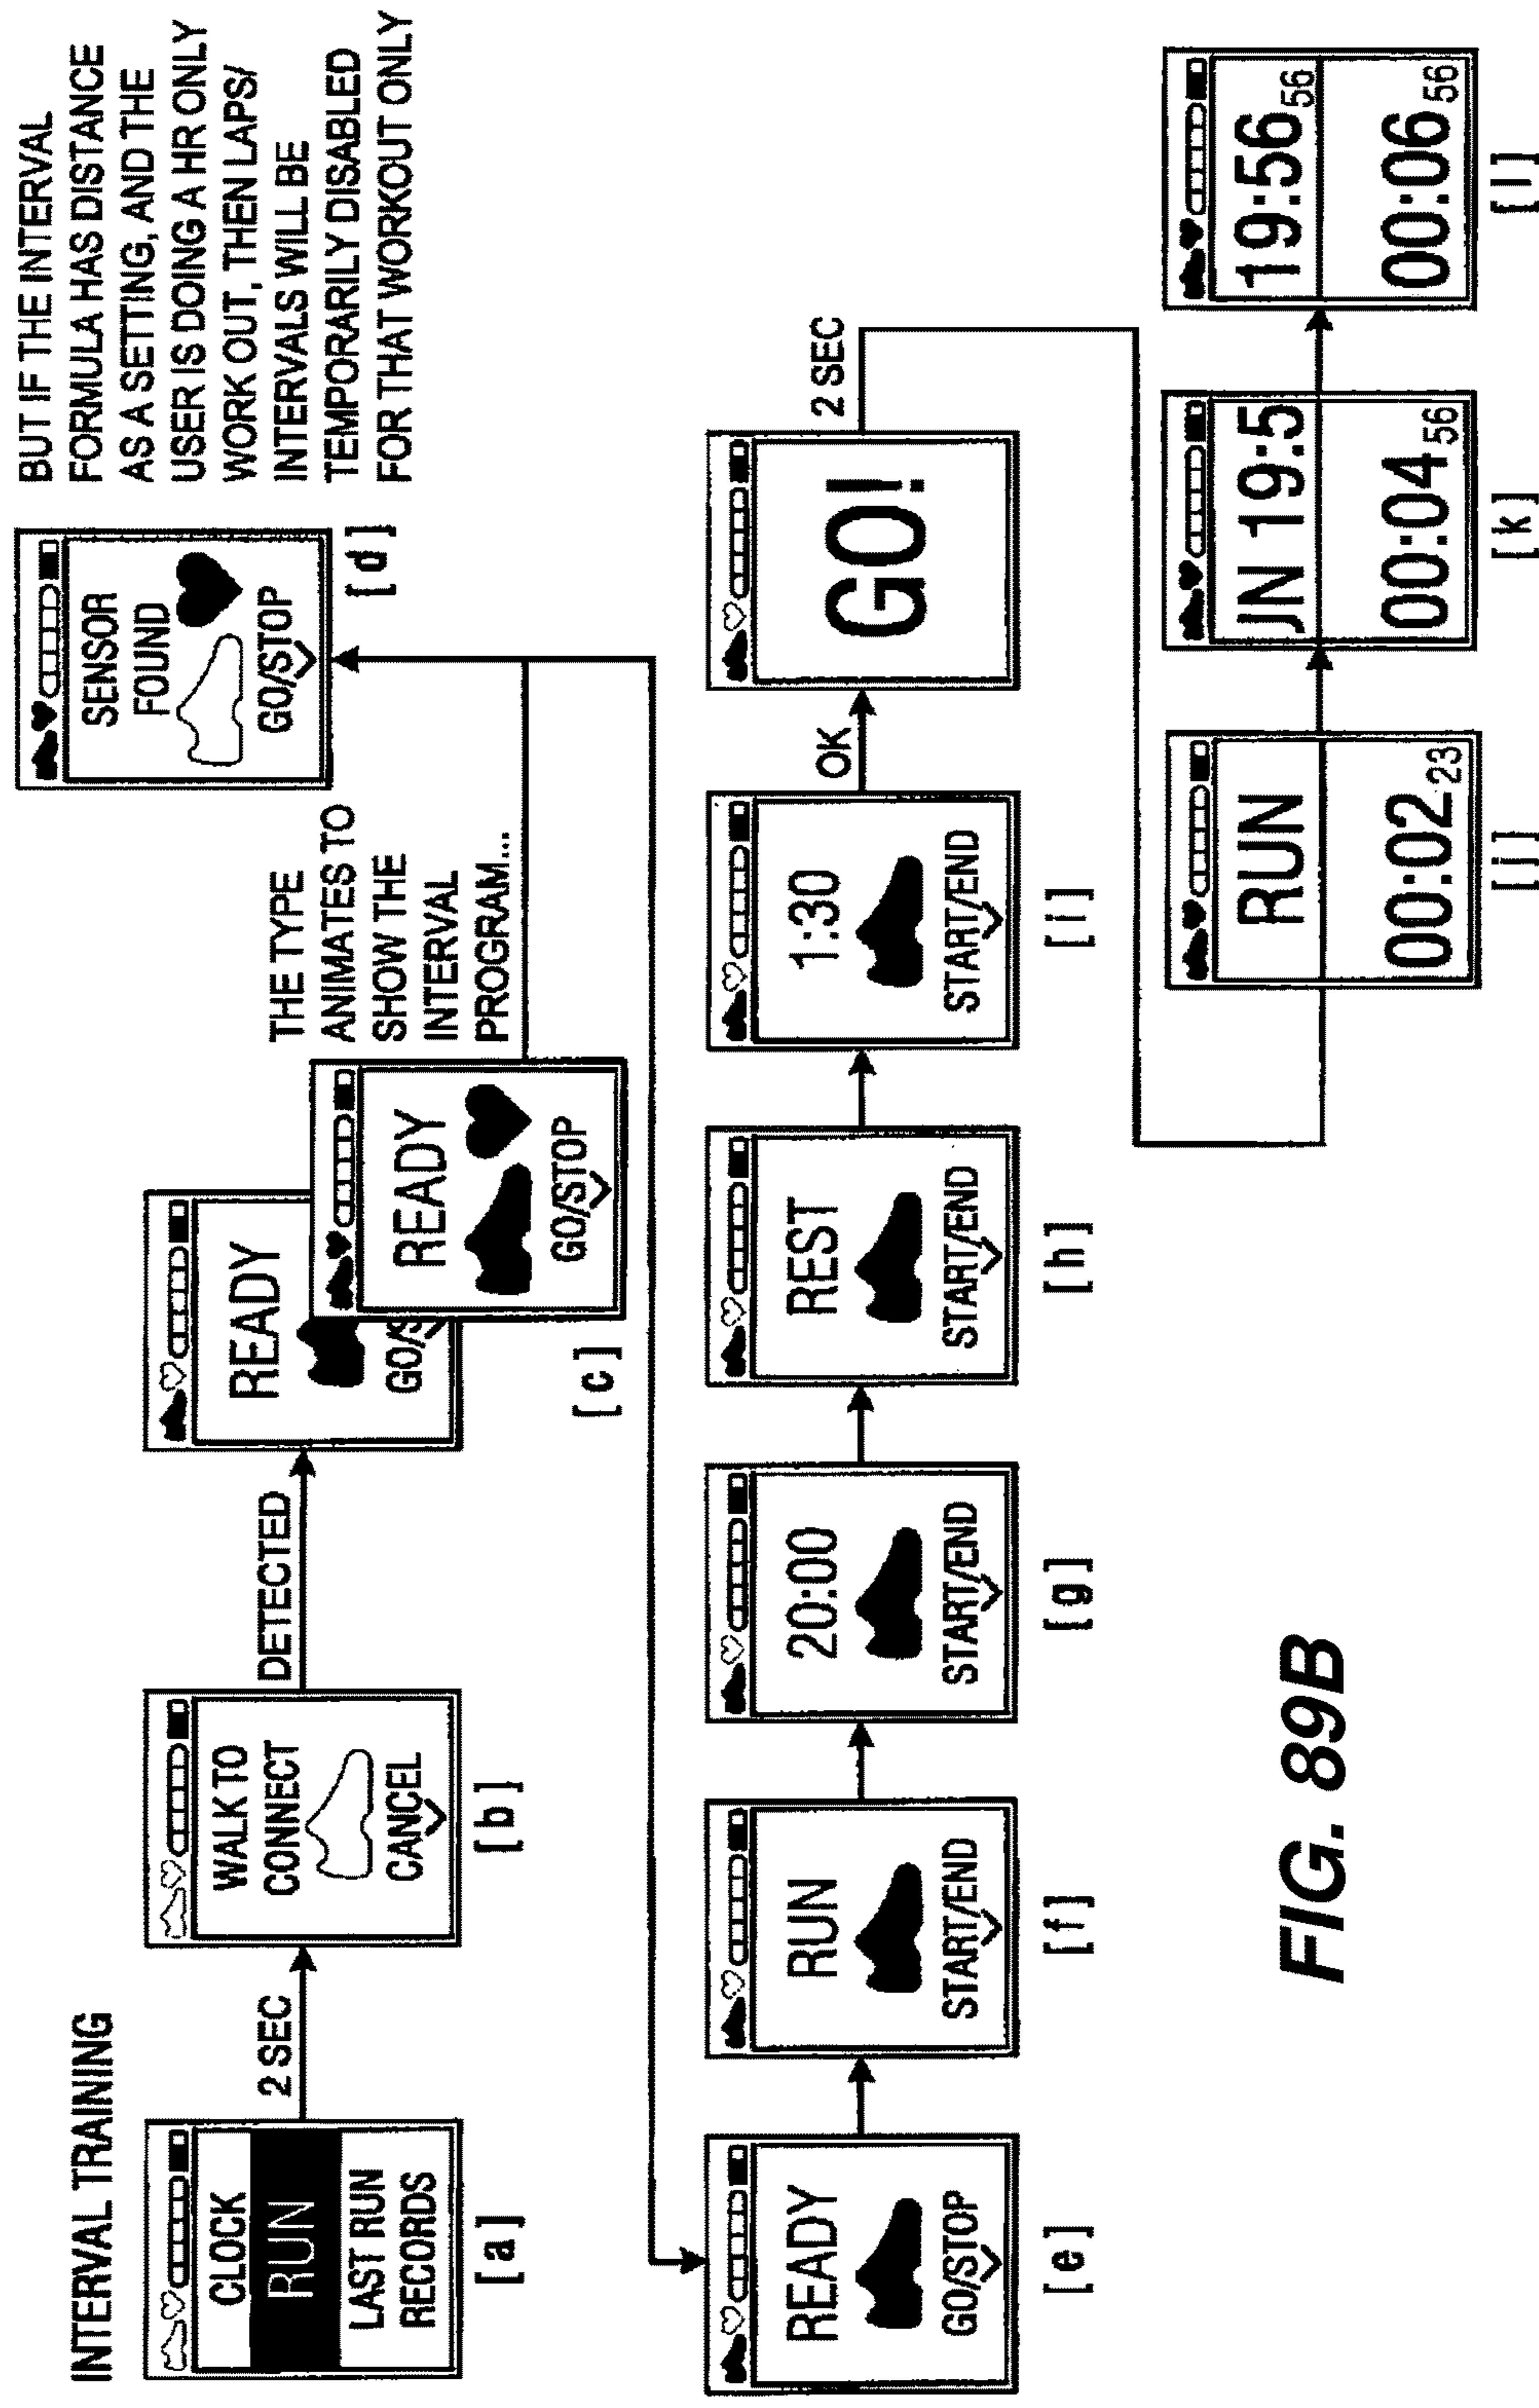 INTERVAL TRAINING
CLOCK
RUN
LAST RUN
RECORDS
[a]
2 SEC
WALK TO
CONNECT
CANCEL
[b]
DETECTED
READY
GO/S
READY
GO/STOP
[c]
THE TYPE
ANIMATES TO
SHOW THE
INTERVAL
PROGRAM...
SENSOR
FOUND
GO/STOP
[d]
BUT IF THE INTERVAL
FORMULA HAS DISTANCE
AS A SETTING, AND THE
USER IS DOING A HR ONLY
WORK OUT, THEN LAPS/
INTERVALS WILL BE
TEMPORARILY DISABLED
FOR THAT WORKOUT ONLY
READY
GO/STOP
[e]
RUN
START/END
[f]
20:00
START/END
[g]
REST
START/END
[h]
1:30
START/END
[i]
OK
GO!
2 SEC
RUN
00:02 23
[j]
JN 19:5
00:04 56
[k]
19:56 56
00:06 56
[l]
FIG. 89B